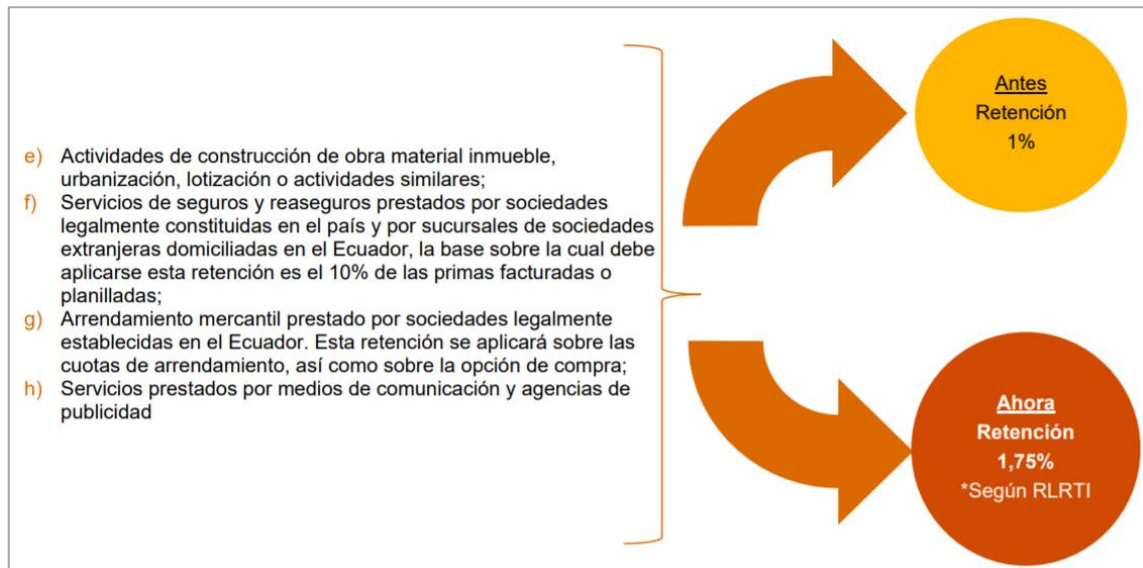 e) Actividades de construcción de obra material inmueble,
urbanización, lotización o actividades similares;
f) Servicios de seguros y reaseguros prestados por sociedades
legalmente constituidas en el país y por sucursales de sociedades
extranjeras domiciliadas en el Ecuador, la base sobre la cual debe
aplicarse esta retención es el 10% de las primas facturadas o
planilladas;
g) Arrendamiento mercantil prestado por sociedades legalmente
establecidas en el Ecuador. Esta retención se aplicará sobre las
cuotas de arrendamiento, así como sobre la opción de compra;
h) Servicios prestados por medios de comunicación y agencias de
publicidad
Antes
Retención
1%
Ahora
Retención
1,75%
*Según RLRTI